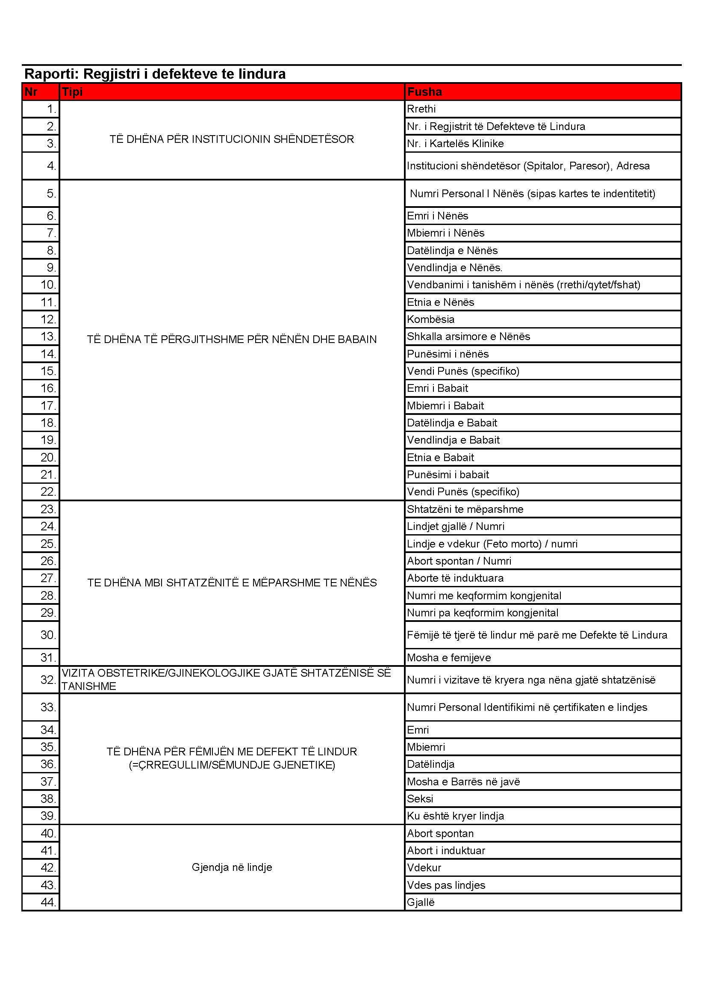 Raporti: Regjistri i defekteve te lindura
Nr Tipi Fusha
1. Rrethi
2. Nr. i Regjistrit të Defekteve të Lindura
TË DHËNA PËR INSTITUCIONIN SHËNDETËSOR
3. Nr. i Kartelës Klinike
4. Institucioni shëndetësor (Spitalor, Paresor), Adresa
5. Numri Personal I Nënës (sipas kartes te indentitetit)
6. Emri i Nënës
7. Mbiemri i Nënës
8. Datëlindja e Nënës
9. Vendlindja e Nënës.
10. Vendbanimi i tanishëm i nënës (rrethi/qytet/fshat)
11. Etnia e Nënës
12. Kombësia
13. TË DHËNA TË PËRGJITHSHME PËR NËNËN DHE BABAIN Shkalla arsimore e Nënës
14. Punësimi i nënës
15. Vendi Punës (specifiko)
16. Emri i Babait
17. Mbiemri i Babait
18. Datëlindja e Babait
19. Vendlindja e Babait
20. Etnia e Babait
21. Punësimi i babait
22. Vendi Punës (specifiko)
23. Shtatzëni te mëparshme
24. Lindjet gjallë / Numri
25. Lindje e vdekur (Feto morto) / numri
26. Abort spontan / Numri
27. TE DHËNA MBI SHTATZËNITË E MËPARSHME TE NËNËS Aborte të induktuara
28. Numri me keqformim kongjenital
29. Numri pa keqformim kongjenital
30. Fëmijë të tjerë të lindur më parë me Defekte të Lindura
31. Mosha e femijeve
32. VIZITA OBSTETRIKE/GJINEKOLOGJIKE GJATË SHTATZËNISË SË
TANISHME Numri i vizitave të kryera nga nëna gjatë shtatzënisë
33. Numri Personal Identifikimi në çertifikaten e lindjes
34. Emri
35. TË DHËNA PËR FËMIJËN ME DEFEKT TË LINDUR Mbiemri
36. (=ÇRREGULLIM/SËMUNDJE GJENETIKE) Datëlindja
37. Mosha e Barrës në javë
38. Seksi
39. Ku është kryer lindja
40. Abort spontan
41. Abort i induktuar
42. Gjendja në lindje Vdekur
43. Vdes pas lindjes
44. Gjallë